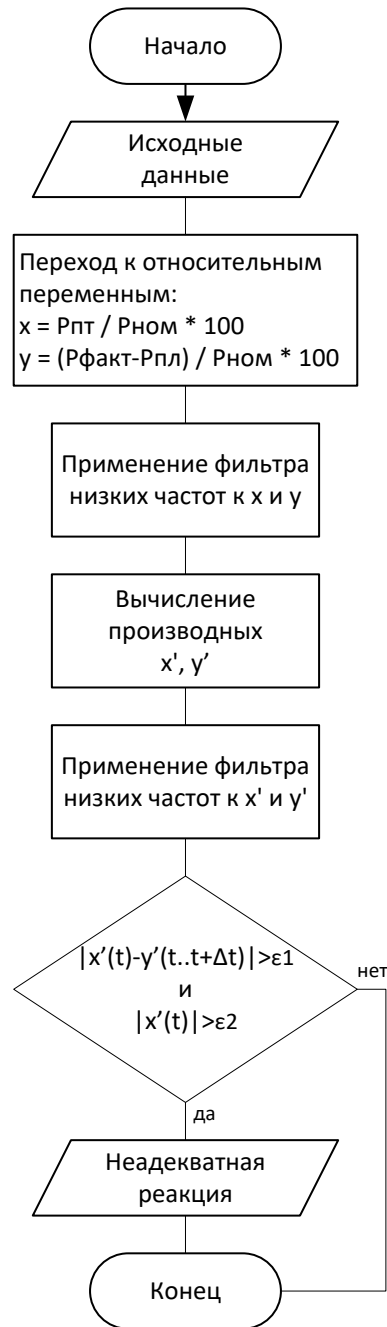 Начало
Исходные
данные
Переход к относительным
переменным:
x = Рпт / Рном * 100
y = (Рфакт-Рпл) / Рном * 100
Применение фильтра
низких частот к x и y
Вычисление
производных
x', y’
Применение фильтра
низких частот к x' и y'
|x’(t)-y’(t..t+Δt)|>ε1
и
|x’(t)|>ε2
нет
да
Неадекватная
реакция
Конец